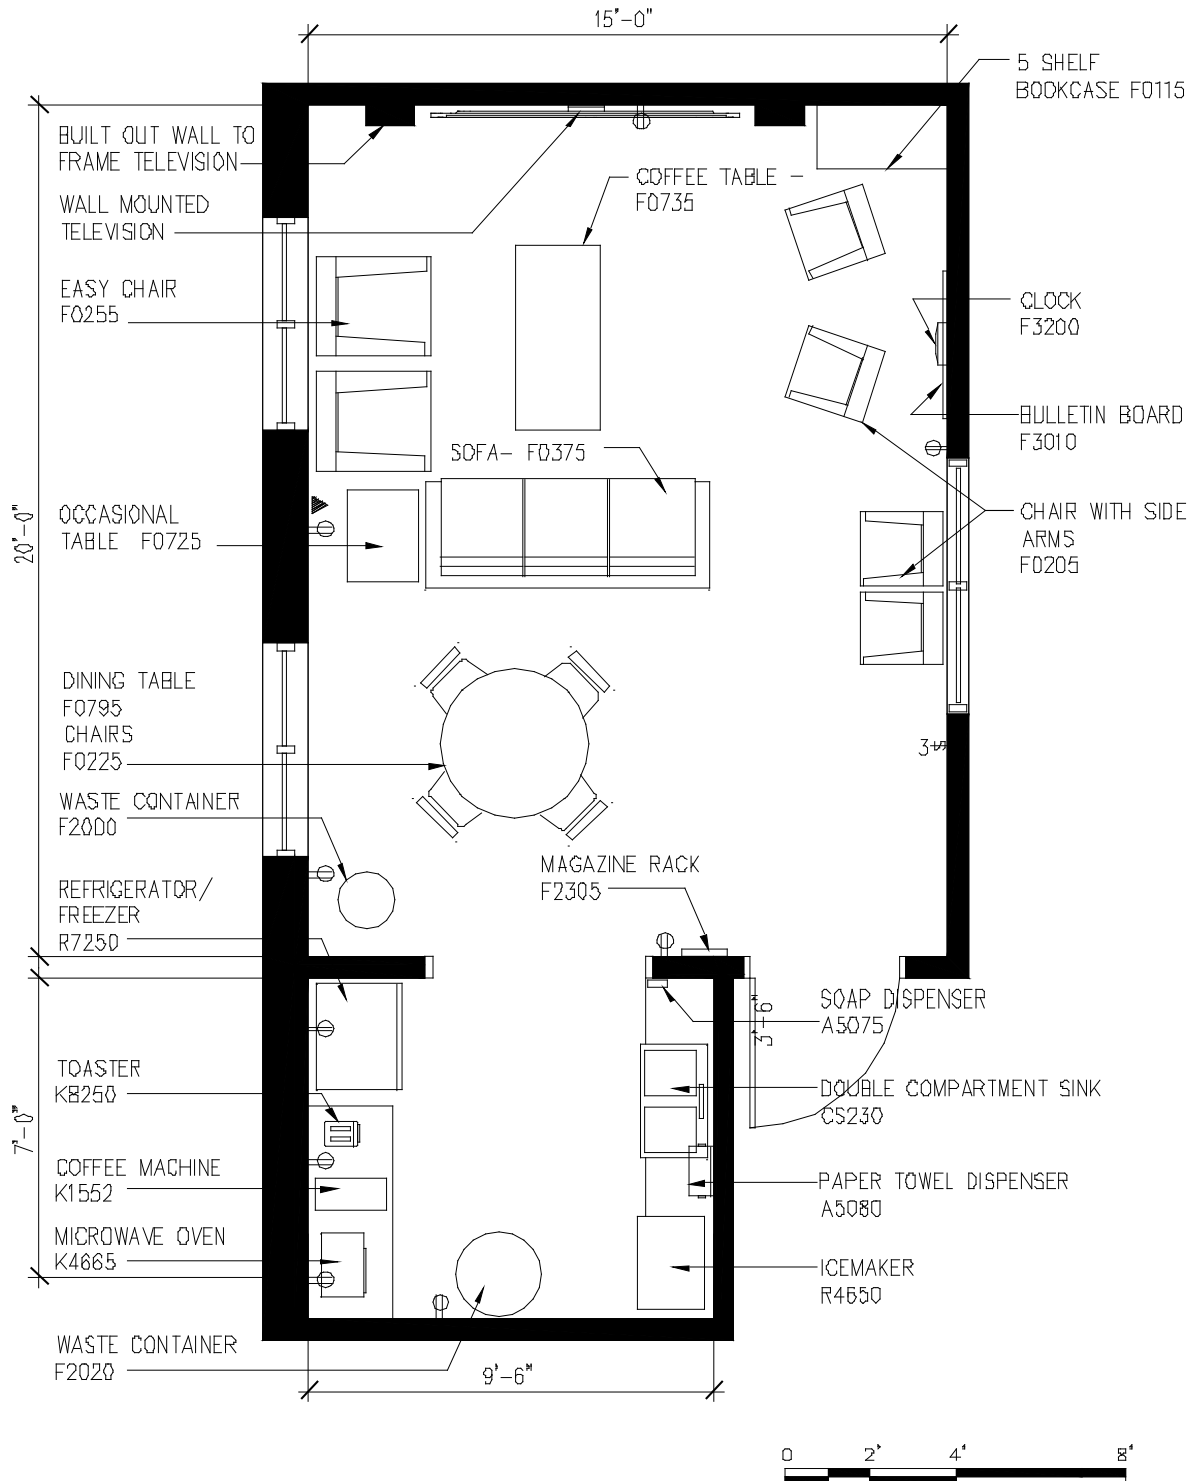 15'-0"
5 SHELF
BOOKCASE F0115
BUILT OUT WALL TO
FRAME TELEVISION
COFFEE TABLE -
F0735
WALL MOUNTED
TELEVISION
EASY CHAIR
F0255
CLOCK
F3200
BULLETIN BOARD
F3010
SOFA- F0375
20'-0"
OCCASIONAL
TABLE F0725
CHAIR WITH SIDE
ARMS
F0205
DINING TABLE
F0795
CHAIRS
F0225
3
WASTE CONTAINER
F20D0
MAGAZINE RACK
F2305
REFRIGERATOR/
FREEZER
R7250
SOAP DISPENSER
A5075
3'-6"
TOASTER
K8250
DOUBLE COMPARTMENT SINK
CS230
7'-0"
COFFEE MACHINE
K1552
PAPER TOWEL DISPENSER
A5080
MICROWAVE OVEN
K4665
ICEMAKER
R4650
WASTE CONTAINER
F2020
9'-6"
0 2' 4' 8'